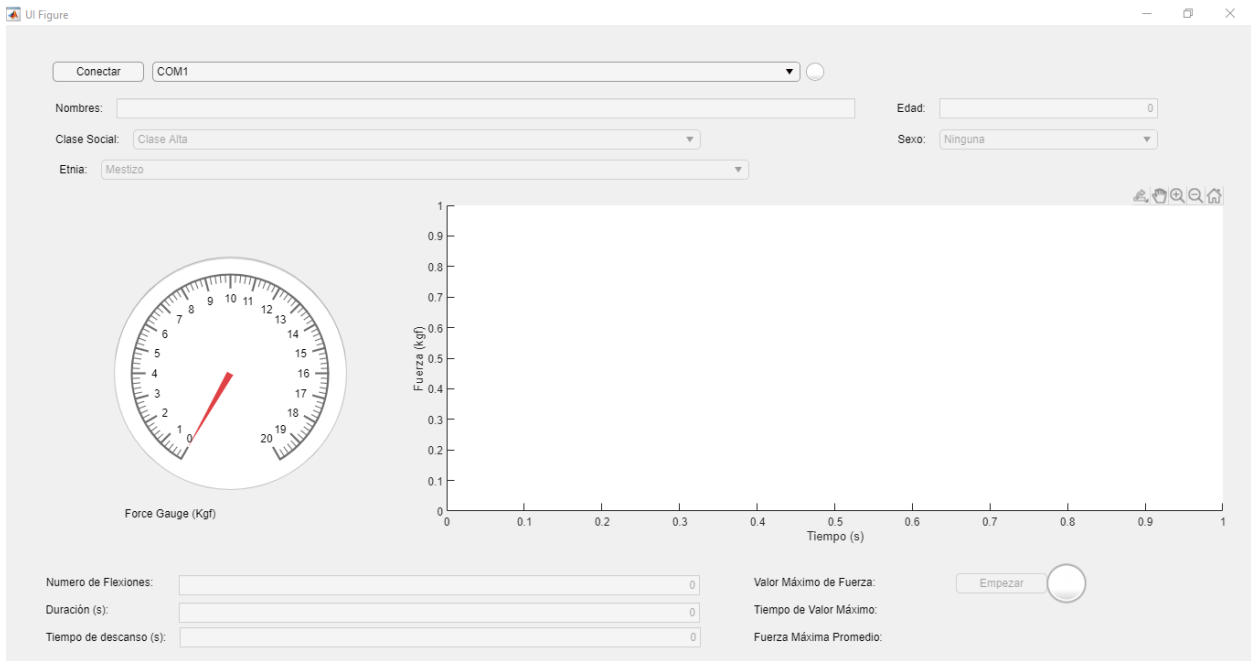 UI Figure
Conectar COM1
Nombres: Edad: 0
Clase Social: Clase Alta Sexo: Ninguna
Etnia: Mestizo
0 1 2 3 4 5 6 7 8 9 10 11 12 13 14 15 16 17 18 19 20
Force Gauge (Kgf)
Fuerza (kgf)
1
0.9
0.8
0.7
0.6
0.5
0.4
0.3
0.2
0.1
0
0 0.1 0.2 0.3 0.4 0.5 0.6 0.7 0.8 0.9 1
Tiempo (s)
Numero de Flexiones: 0 Valor Máximo de Fuerza: Empezar
Duración (s): 0 Tiempo de Valor Máximo:
Tiempo de descanso (s): 0 Fuerza Máxima Promedio: